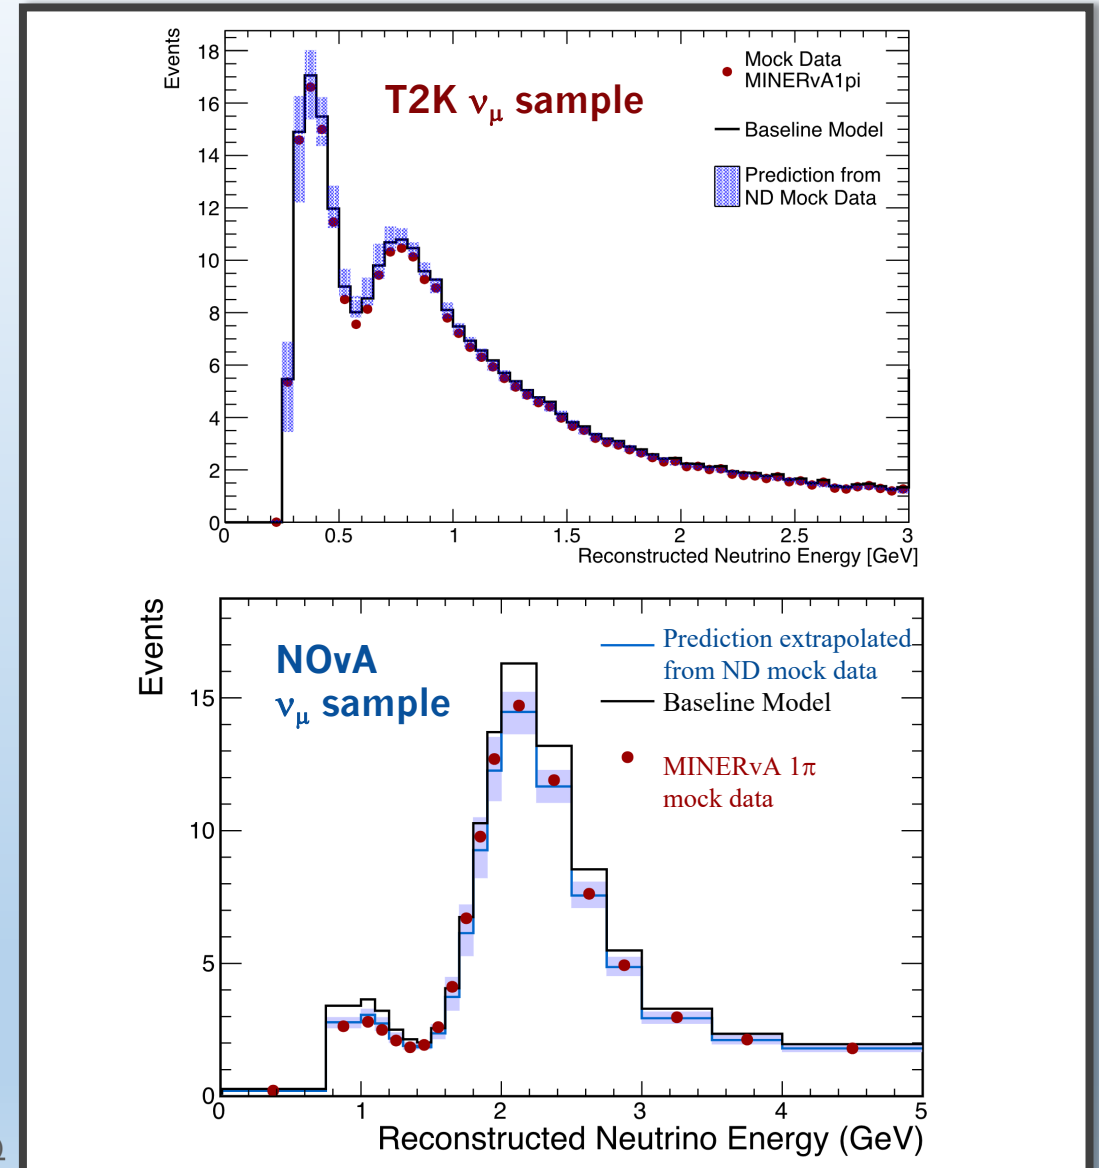 Events
18
16
14
12
10
8
6
4
2
0
T2K νμ sample
Mock Data
MINERvA1pi
Baseline Model
Prediction from
ND Mock Data
0 0.5 1 1.5 2 2.5 3
Reconstructed Neutrino Energy [GeV]
Events
15
10
5
0
NOvA
νμ sample
Prediction extrapolated
from ND mock data
Baseline Model
MINERvA 1π
mock data
0 1 2 3 4 5
Reconstructed Neutrino Energy (GeV)